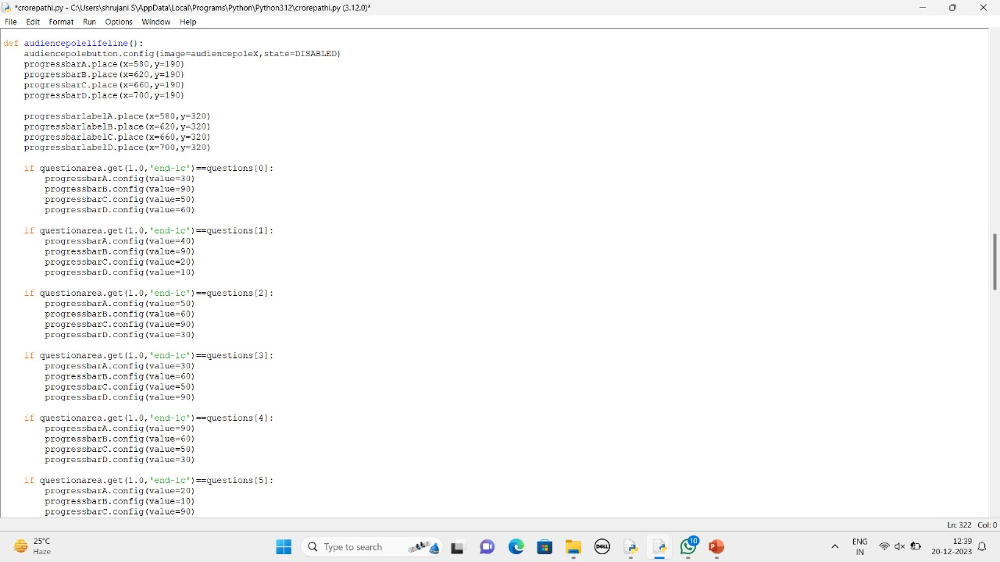 *crorepathi.py - C:\Users\shrujani S\AppData\Local\Programs\Python\Python312\crorepathi.py (3.12.0)*
File Edit Format Run Options Window Help
def audiencepolelifeline():
    audiencepolebutton.config(image=audiencepoleX,state=DISABLED)
    progressbarA.place(x=580,y=190)
    progressbarB.place(x=620,y=190)
    progressbarC.place(x=660,y=190)
    progressbarD.place(x=700,y=190)
    progressbarlabelA.place(x=580,y=320)
    progressbarlabelB.place(x=620,y=320)
    progressbarlabelC.place(x=660,y=320)
    progressbarlabelD.place(x=700,y=320)
    if questionarea.get(1.0,'end-1c')==questions[0]:
        progressbarA.config(value=30)
        progressbarB.config(value=90)
        progressbarC.config(value=50)
        progressbarD.config(value=60)
    if questionarea.get(1.0,'end-1c')==questions[1]:
        progressbarA.config(value=40)
        progressbarB.config(value=90)
        progressbarC.config(value=20)
        progressbarD.config(value=10)
    if questionarea.get(1.0,'end-1c')==questions[2]:
        progressbarA.config(value=50)
        progressbarB.config(value=60)
        progressbarC.config(value=90)
        progressbarD.config(value=30)
    if questionarea.get(1.0,'end-1c')==questions[3]:
        progressbarA.config(value=30)
        progressbarB.config(value=60)
        progressbarC.config(value=50)
        progressbarD.config(value=90)
    if questionarea.get(1.0,'end-1c')==questions[4]:
        progressbarA.config(value=90)
        progressbarB.config(value=60)
        progressbarC.config(value=50)
        progressbarD.config(value=30)
    if questionarea.get(1.0,'end-1c')==questions[5]:
        progressbarA.config(value=20)
        progressbarB.config(value=10)
        progressbarC.config(value=90)
Ln: 322 Col: 0
25°C
Haze
Type to search
DELL
10
ENG
IN
12:39
20-12-2023